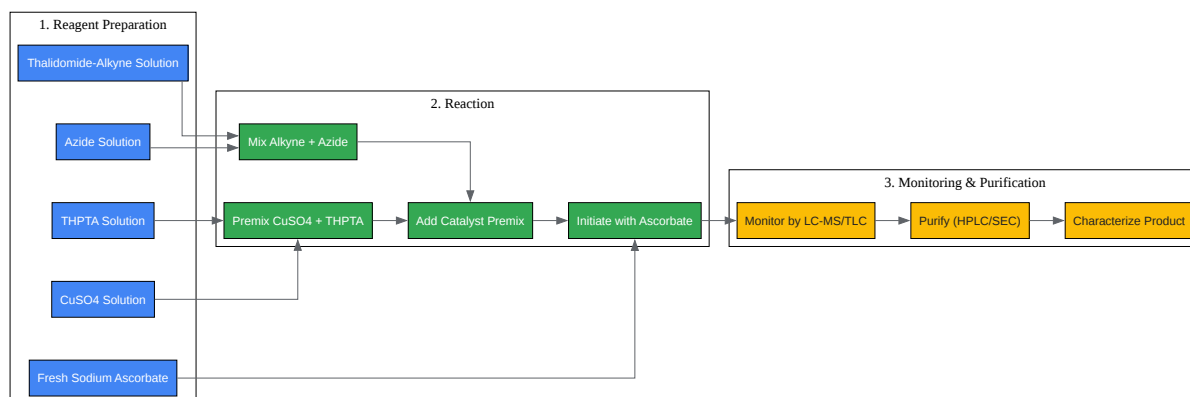 1. Reagent Preparation
Thalidomide-Alkyne Solution
Azide Solution
THPTA Solution
CuSO4 Solution
Fresh Sodium Ascorbate
2. Reaction
Mix Alkyne + Azide
Premix CuSO4 + THPTA
Add Catalyst Premix
Initiate with Ascorbate
3. Monitoring & Purification
Monitor by LC-MS/TLC
Purify (HPLC/SEC)
Characterize Product